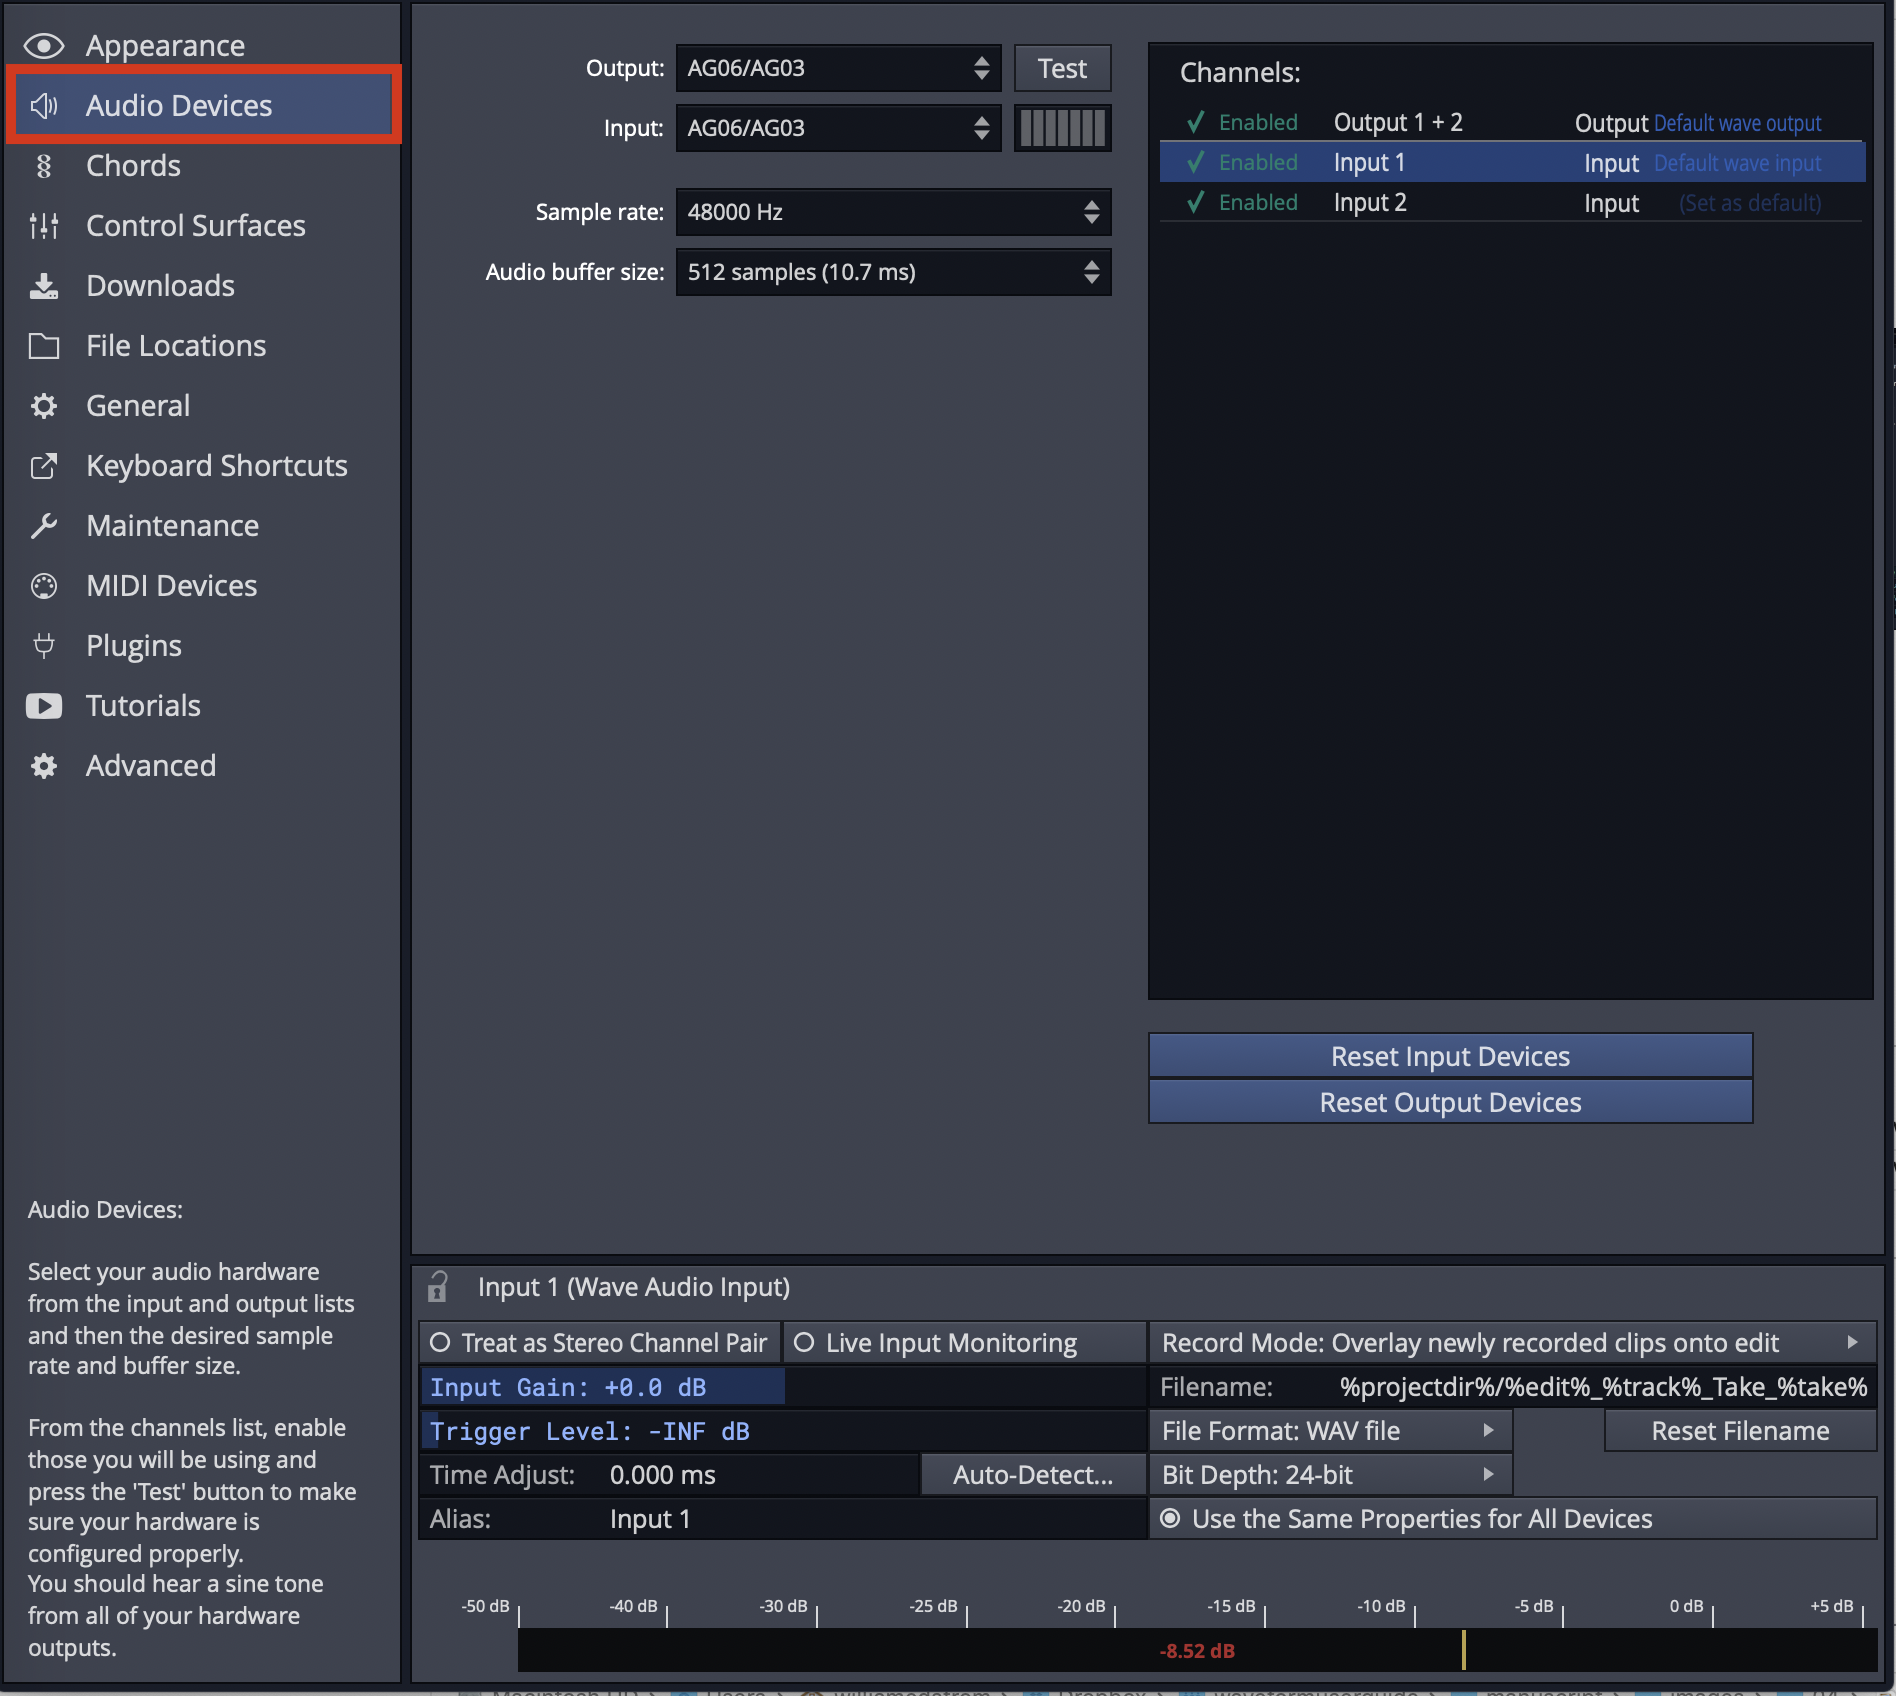 Appearance
Audio Devices
Chords
Control Surfaces
Downloads
File Locations
General
Keyboard Shortcuts
Maintenance
MIDI Devices
Plugins
Tutorials
Advanced
Audio Devices:
Select your audio hardware
from the input and output lists
and then the desired sample
rate and buffer size.
From the channels list, enable
those you will be using and
press the 'Test' button to make
sure your hardware is
configured properly.
You should hear a sine tone
from all of your hardware
outputs.
Output: AG06/AG03 Test
Input: AG06/AG03
Sample rate: 48000 Hz
Audio buffer size: 512 samples (10.7 ms)
Channels:
Enabled Output 1 + 2 Output Default wave output
Enabled Input 1 Input Default wave input
Enabled Input 2 Input (Set as default)
Reset Input Devices
Reset Output Devices
Input 1 (Wave Audio Input)
Treat as Stereo Channel Pair Live Input Monitoring Record Mode: Overlay newly recorded clips onto edit
Input Gain: +0.0 dB Filename: %projectdir%/%edit%_%track%_Take_%take%
Trigger Level: -INF dB File Format: WAV file Reset Filename
Time Adjust: 0.000 ms Auto-Detect... Bit Depth: 24-bit
Alias: Input 1 Use the Same Properties for All Devices
-50 dB -40 dB -30 dB -25 dB -20 dB -15 dB -10 dB -5 dB 0 dB +5 dB
-8.52 dB